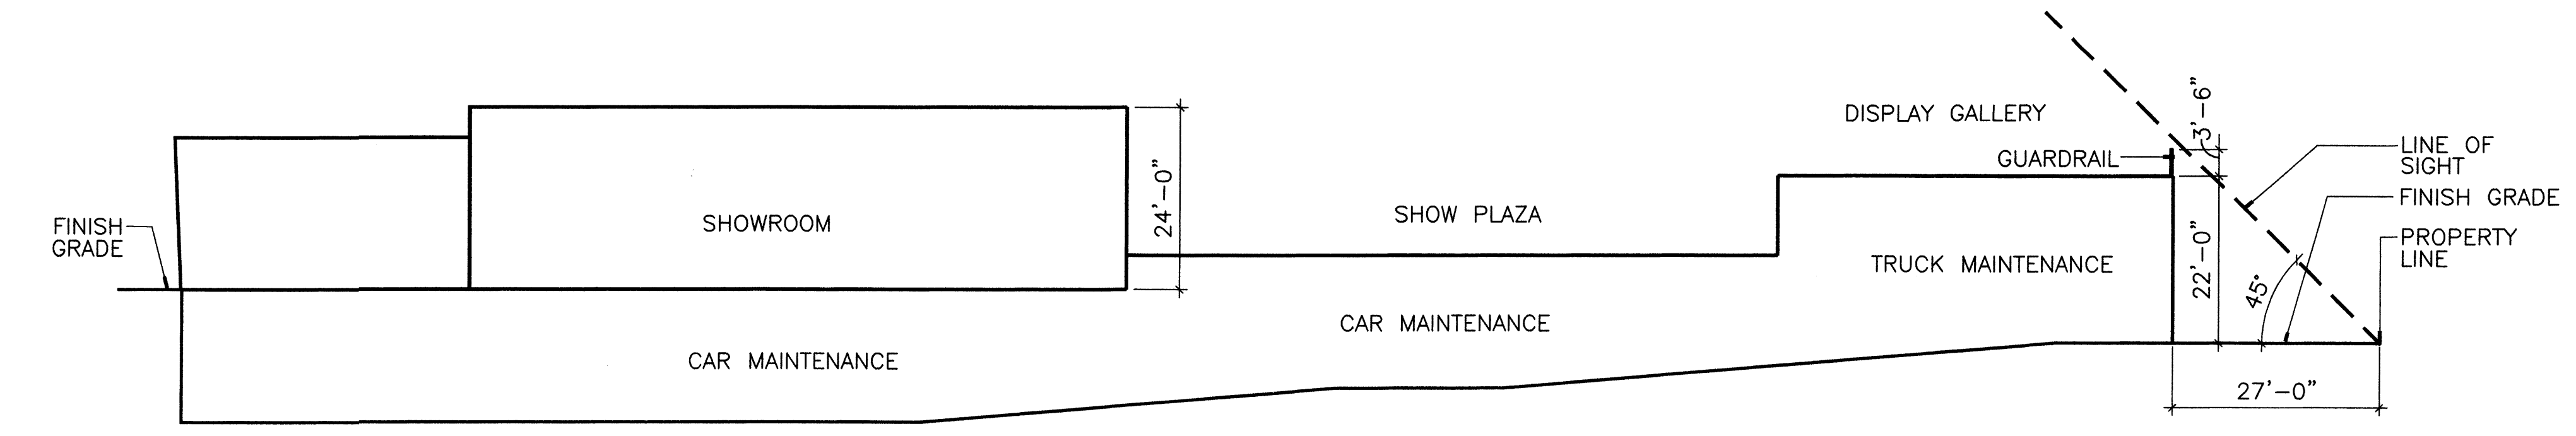 FINISH
GRADE
SHOWROOM
CAR MAINTENANCE
24'-0"
SHOW PLAZA
CAR MAINTENANCE
DISPLAY GALLERY
GUARDRAIL
TRUCK MAINTENANCE
3'-6"
22'-0"
45°
27'-0"
LINE OF
SIGHT
FINISH GRADE
PROPERTY
LINE